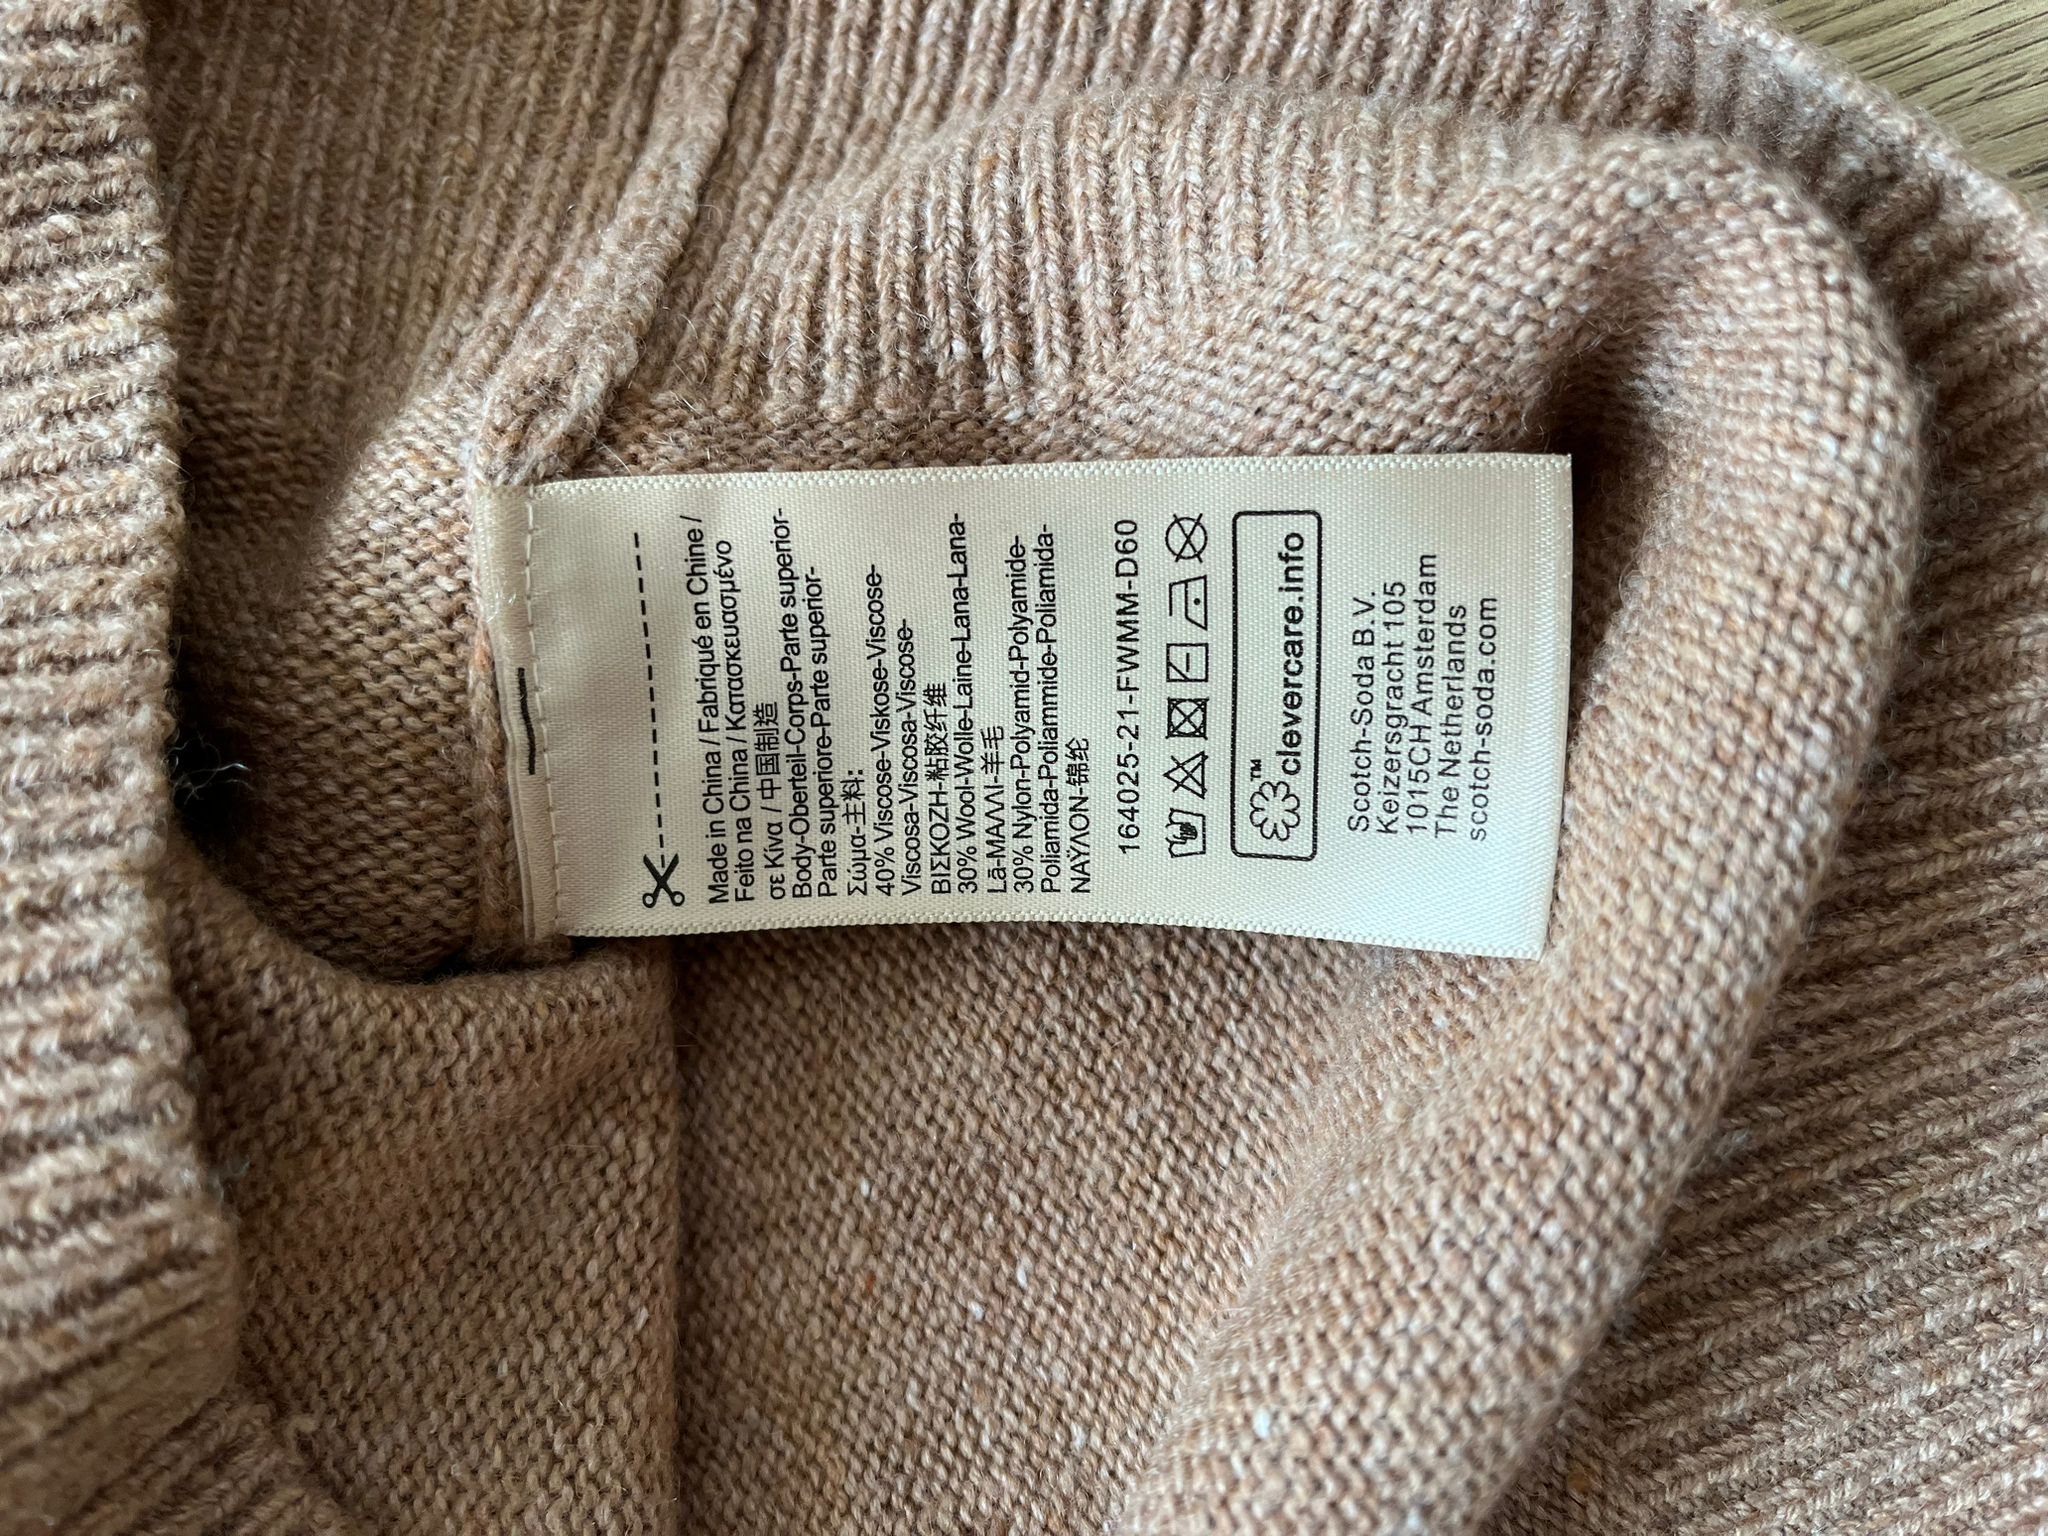 Made in China / Fabriqué en Chine /
Feito na China / Κατασκευασμένο
σε Κίνα / 中国制造
Body-Oberteil-Corps-Parte superior-
Parte superiore-Parte superior-
Σώμα-主料:
40% Viscose-Viskose-Viscose-
Viscosa-Viscosa-Viscose-
ΒΙΣΚΟΖΗ-粘胶纤维
30% Wool-Wolle-Laine-Lana-Lana-
Lã-ΜΑΛΛΙ-羊毛
30% Nylon-Polyamid-Polyamide-
Poliamida-Poliammide-Poliamida-
ΝΑΫΛΟΝ-锦纶
164025-21-FWMM-D60
clevercare.info
™
Scotch-Soda B.V.
Keizersgracht 105
1015CH Amsterdam
The Netherlands
scotch-soda.com